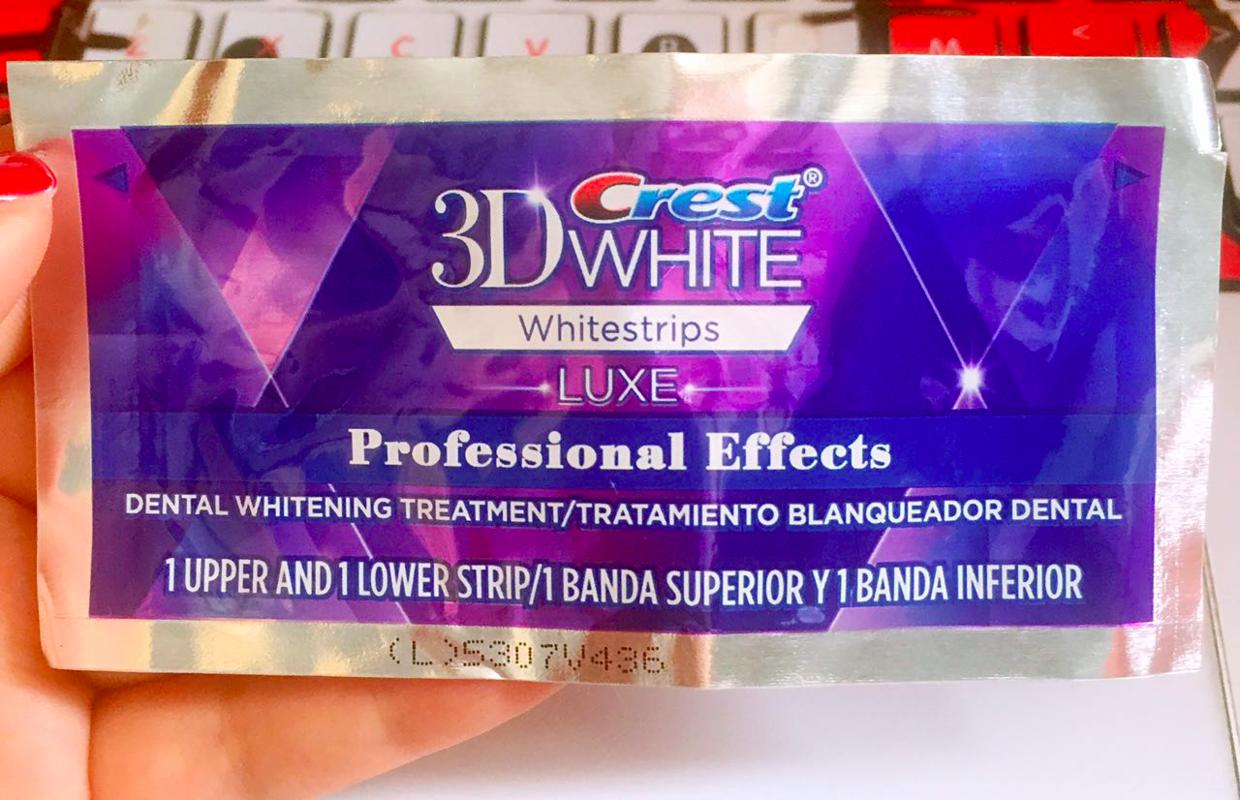 Z X C V B M <
Crest®
3D WHITE
Whitestrips
LUXE
Professional Effects
DENTAL WHITENING TREATMENT/TRATAMIENTO BLANQUEADOR DENTAL
1 UPPER AND 1 LOWER STRIP/1 BANDA SUPERIOR Y 1 BANDA INFERIOR
(L)5307V436